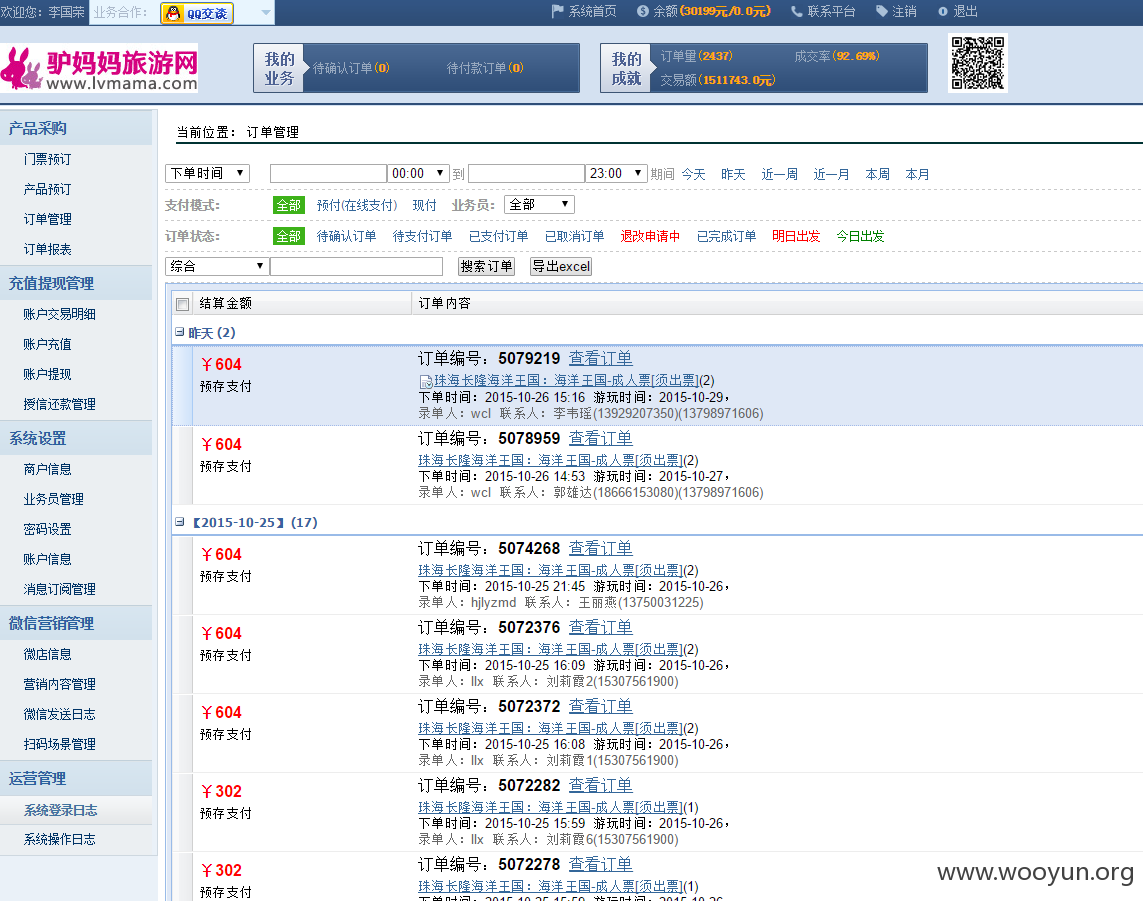 欢迎您: 李国荣 业务合作: QQ交谈 系统首页 余额(30199元/0.0元) 联系平台 注销 退出
驴妈妈旅游网
www.lvmama.com
我的业务 待确认订单(0) 待付款订单(0)
我的成就 订单量(2437) 成交率(92.69%)
交易额(1511743.0元)
产品采购
门票预订
产品预订
订单管理
订单报表
充值提现管理
账户交易明细
账户充值
账户提现
授信还款管理
系统设置
商户信息
业务员管理
密码设置
账户信息
消息订阅管理
微信营销管理
微店信息
营销内容管理
微信发送日志
扫码场景管理
运营管理
系统登录日志
系统操作日志
当前位置: 订单管理
下单时间 00:00 到 23:00 期间 今天 昨天 近一周 近一月 本周 本月
支付模式: 全部 预付(在线支付) 现付 业务员: 全部
订单状态: 全部 待确认订单 待支付订单 已支付订单 已取消订单 退改申请中 已完成订单 明日出发 今日出发
综合 搜索订单 导出excel
结算金额 订单内容
昨天 (2)
¥604 订单编号: 5079219 查看订单
预存支付 珠海长隆海洋王国: 海洋王国-成人票[须出票](2)
下单时间: 2015-10-26 15:16 游玩时间: 2015-10-29,
录单人: wcl 联系人: 李韦瑶(13929207350)(13798971606)
¥604 订单编号: 5078959 查看订单
预存支付 珠海长隆海洋王国: 海洋王国-成人票[须出票](2)
下单时间: 2015-10-26 14:53 游玩时间: 2015-10-27,
录单人: wcl 联系人: 郭雄达(18666153080)(13798971606)
【2015-10-25】 (17)
¥604 订单编号: 5074268 查看订单
预存支付 珠海长隆海洋王国: 海洋王国-成人票[须出票](2)
下单时间: 2015-10-25 21:45 游玩时间: 2015-10-26,
录单人: hjlyzmd 联系人: 王丽燕(13750031225)
¥604 订单编号: 5072376 查看订单
预存支付 珠海长隆海洋王国: 海洋王国-成人票[须出票](2)
下单时间: 2015-10-25 16:09 游玩时间: 2015-10-26,
录单人: llx 联系人: 刘莉霞2(15307561900)
¥604 订单编号: 5072372 查看订单
预存支付 珠海长隆海洋王国: 海洋王国-成人票[须出票](2)
下单时间: 2015-10-25 16:08 游玩时间: 2015-10-26,
录单人: llx 联系人: 刘莉霞1(15307561900)
¥302 订单编号: 5072282 查看订单
预存支付 珠海长隆海洋王国: 海洋王国-成人票[须出票](1)
下单时间: 2015-10-25 15:59 游玩时间: 2015-10-26,
录单人: llx 联系人: 刘莉霞6(15307561900)
¥302 订单编号: 5072278 查看订单
预存支付 珠海长隆海洋王国: 海洋王国-成人票[须出票](1)
www.wooyun.org